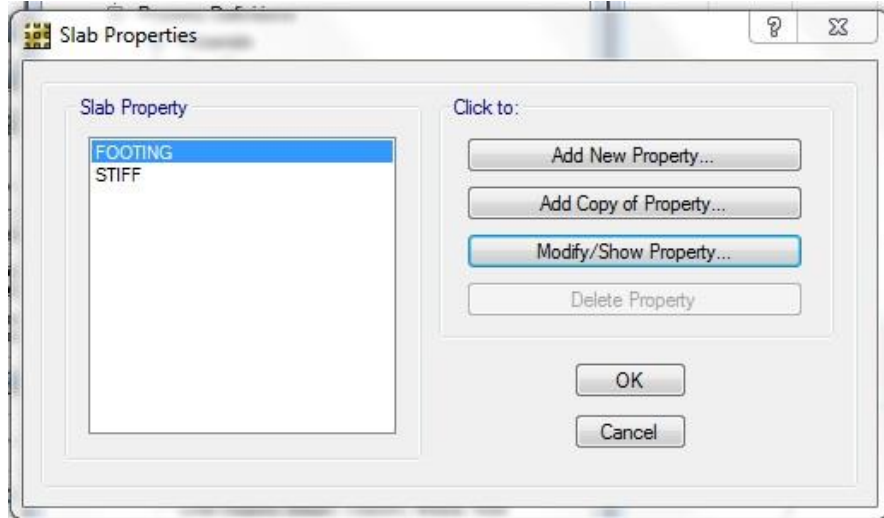 Slab Properties
Slab Property
FOOTING
STIFF
Click to:
Add New Property...
Add Copy of Property...
Modify/Show Property...
Delete Property
OK
Cancel